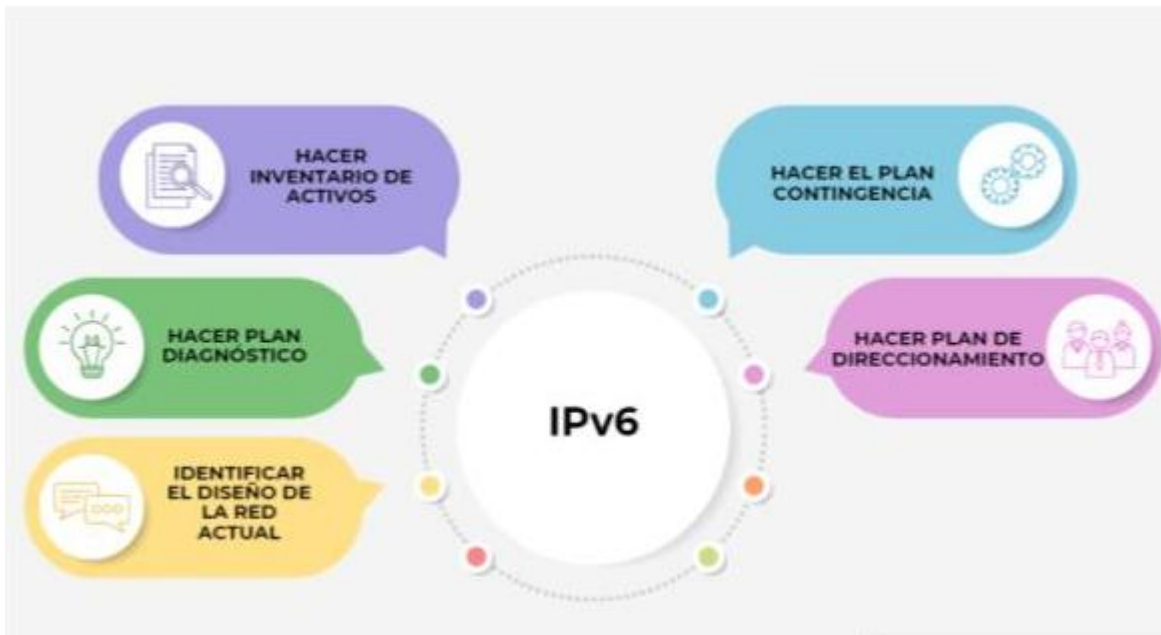 HACER
INVENTARIO DE
ACTIVOS
HACER PLAN
DIAGNÓSTICO
IDENTIFICAR
EL DISEÑO DE
LA RED
ACTUAL
IPv6
HACER EL PLAN
CONTINGENCIA
HACER PLAN DE
DIRECCIONAMIENTO